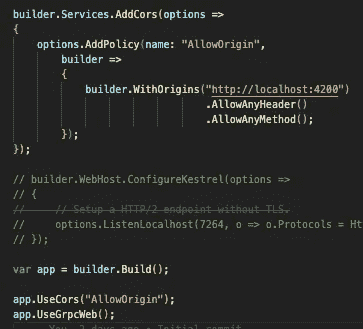 builder.Services.AddCors(options =>
{
options.AddPolicy(name: "AllowOrigin",
builder =>
{
builder.WithOrigins("http://localhost:4200")
.AllowAnyHeader()
.AllowAnyMethod();
});
});
// builder.WebHost.ConfigureKestrel(options =>
// {
//     // Setup a HTTP/2 endpoint without TLS.
//     options.ListenLocalhost(7264, o => o.Protocols = Ht
// });
var app = builder.Build();
app.UseCors("AllowOrigin");
app.UseGrpcWeb();
You, 2 days ago • Initial commit